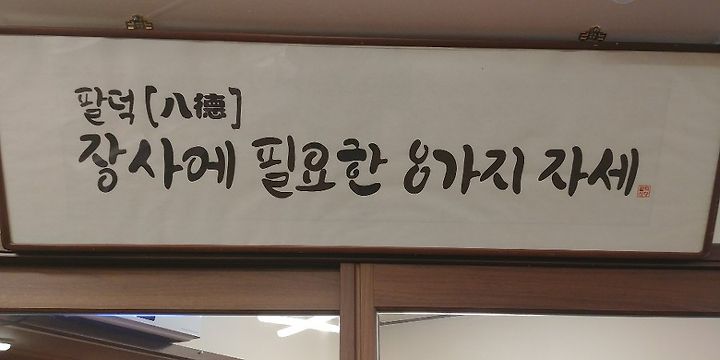 팔덕 [八德]
장사에 필요한 8가지 자세